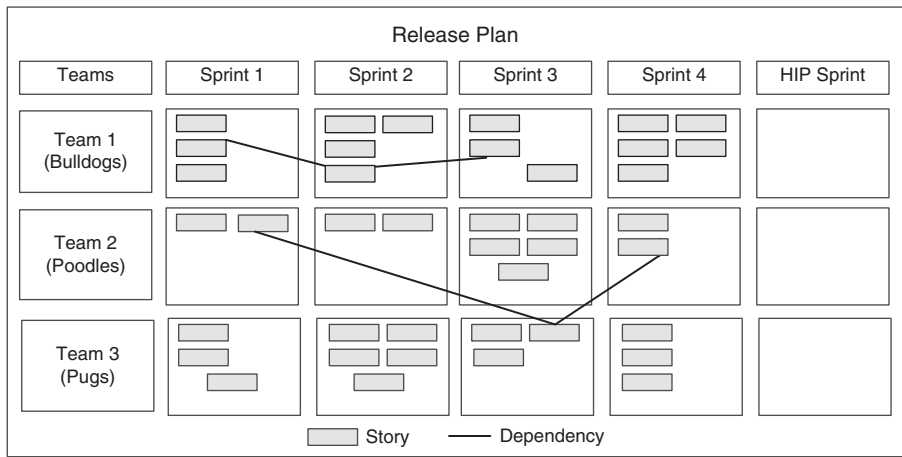 Release Plan
Teams
Sprint 1
Sprint 2
Sprint 3
Sprint 4
HIP Sprint
Team 1
(Bulldogs)
Team 2
(Poodles)
Team 3
(Pugs)
Story
Dependency